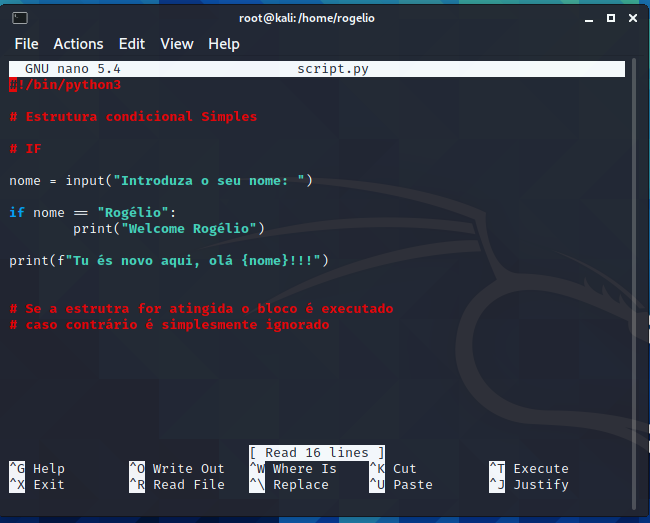 root@kali: /home/rogelio
File Actions Edit View Help
GNU nano 5.4 script.py
#!/bin/python3
# Estrutura condicional Simples
# IF
nome = input("Introduza o seu nome: ")
if nome == "Rogélio":
print("Welcome Rogélio")
print(f"Tu és novo aqui, olá {nome}!!!")
# Se a estrutra for atingida o bloco é executado
# caso contrário é simplesmente ignorado
[ Read 16 lines ]
^G Help ^O Write Out ^W Where Is ^K Cut ^T Execute
^X Exit ^R Read File ^\ Replace ^U Paste ^J Justify